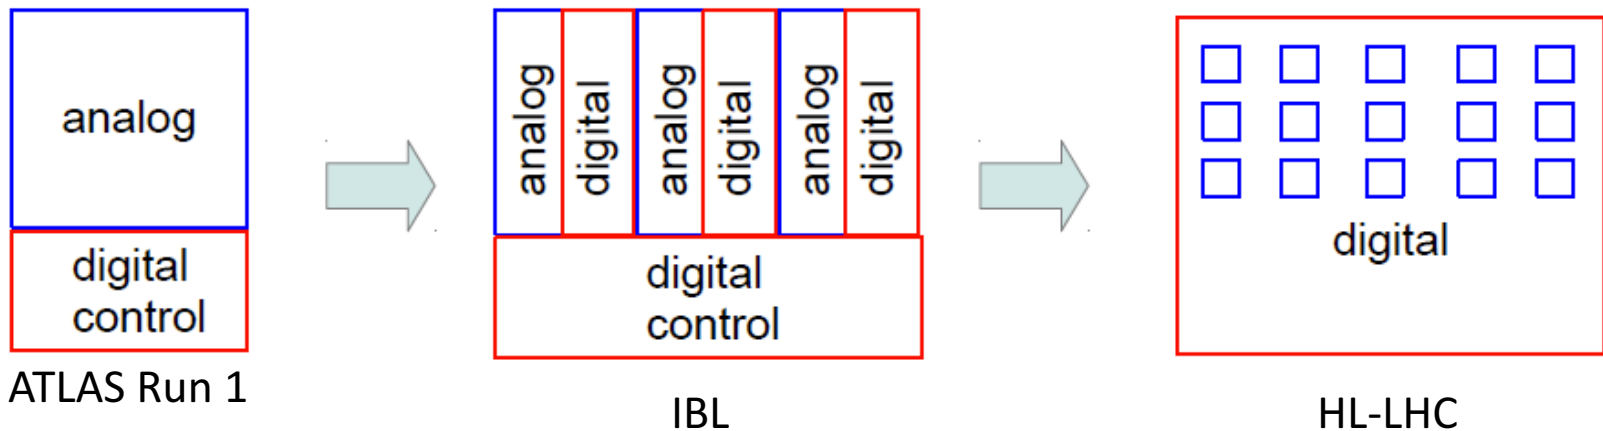 analog
digital
control
ATLAS Run 1
analog
digital
analog
digital
analog
digital
digital
control
IBL
digital
HL-LHC